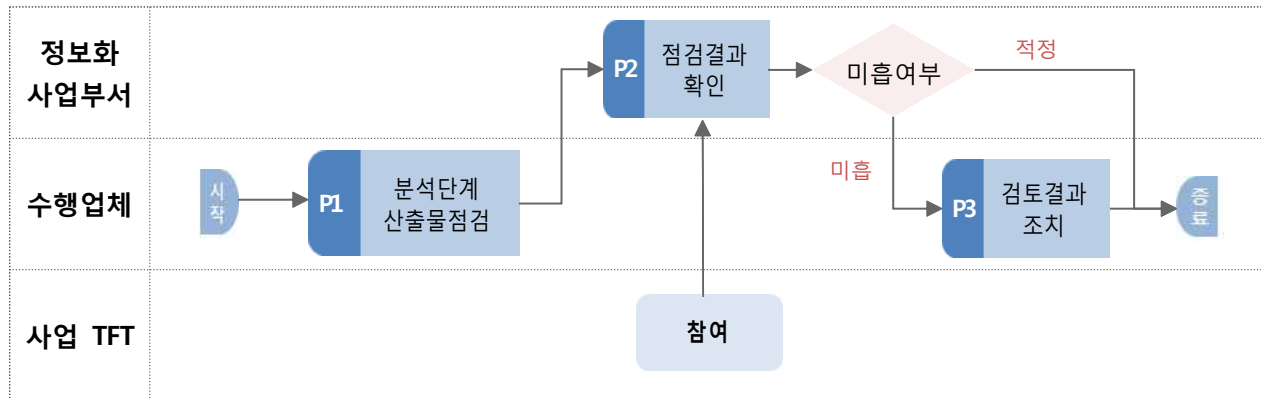 정보화
사업부서
P2
점검결과
확인
미흡여부
적정
수행업체
시
작
P1
분석단계
산출물점검
미흡
P3
검토결과
조치
종
료
사업 TFT
참여